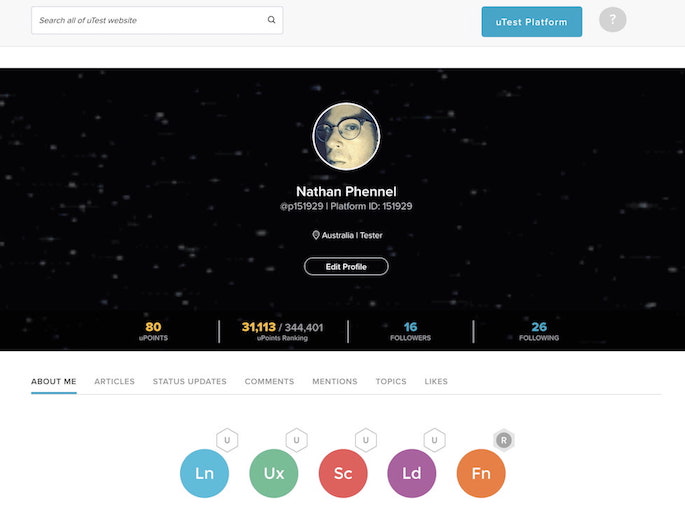 Search all of uTest website
uTest Platform
?
Nathan Phennel
@p151929 | Platform ID: 151929
Australia | Tester
Edit Profile
80
uPOINTS
31,113 / 344,401
uPoints Ranking
16
FOLLOWERS
26
FOLLOWING
ABOUT ME ARTICLES STATUS UPDATES COMMENTS MENTIONS TOPICS LIKES
U U U U R
Ln Ux Sc Ld Fn